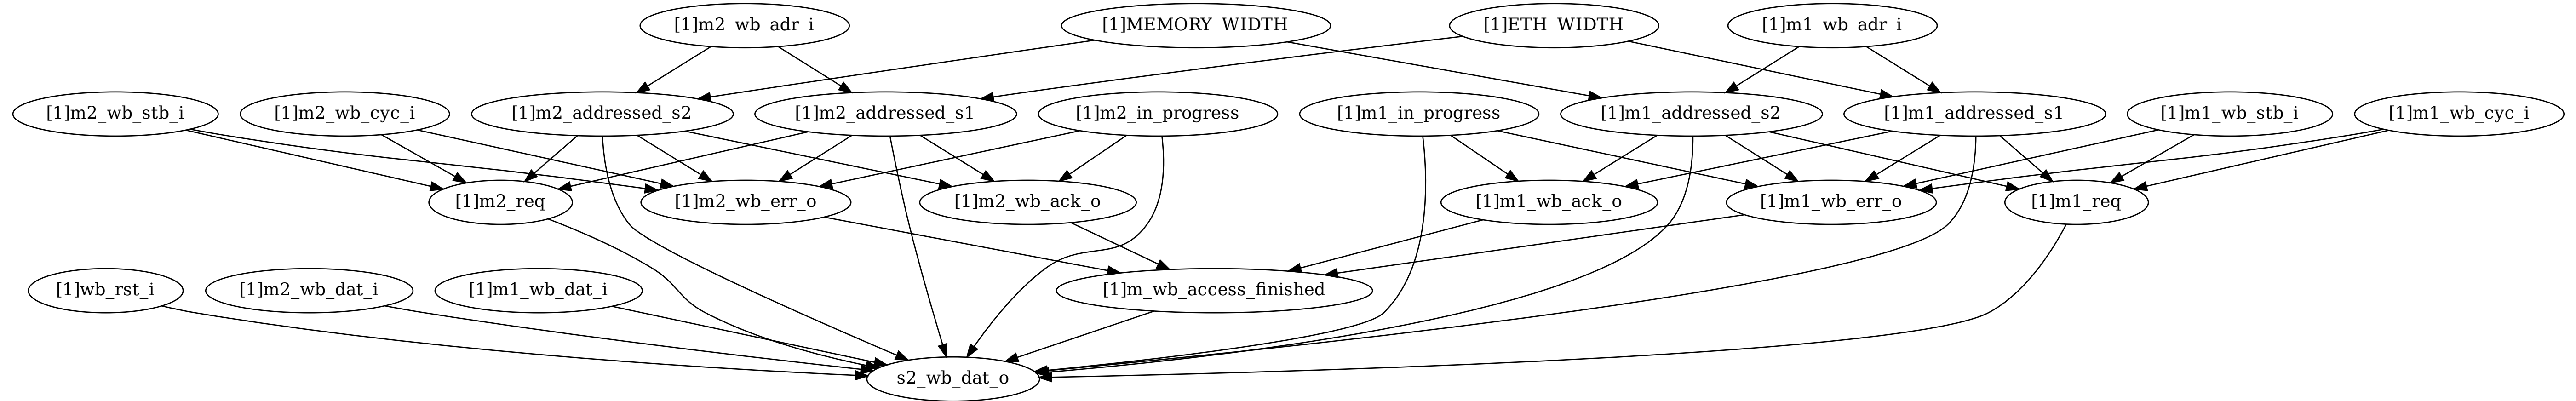 [1]m2_wb_adr_i
[1]MEMORY_WIDTH
[1]ETH_WIDTH
[1]m1_wb_adr_i
[1]m2_wb_stb_i
[1]m2_wb_cyc_i
[1]m2_addressed_s2
[1]m2_addressed_s1
[1]m2_in_progress
[1]m1_in_progress
[1]m1_addressed_s2
[1]m1_addressed_s1
[1]m1_wb_stb_i
[1]m1_wb_cyc_i
[1]m2_req
[1]m2_wb_err_o
[1]m2_wb_ack_o
[1]m1_wb_ack_o
[1]m1_wb_err_o
[1]m1_req
[1]wb_rst_i
[1]m2_wb_dat_i
[1]m1_wb_dat_i
[1]m_wb_access_finished
s2_wb_dat_o